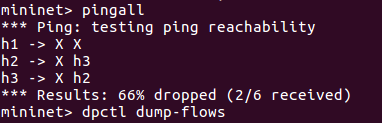 mininet> pingall
*** Ping: testing ping reachability
h1 -> X X
h2 -> X h3
h3 -> X h2
*** Results: 66% dropped (2/6 received)
mininet> dpctl dump-flows